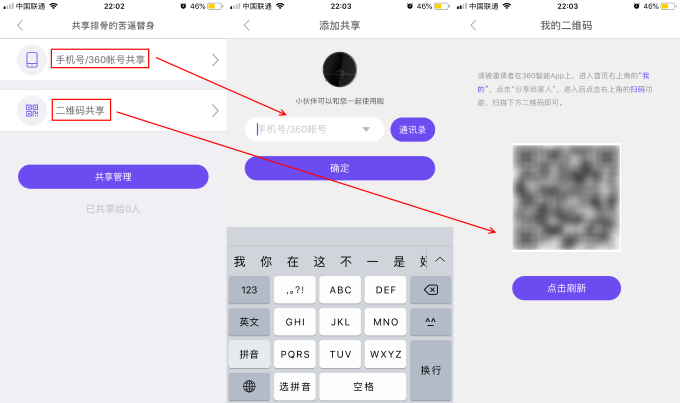 中国联通
22:02
46%
共享排骨的苦逼替身
手机号/360帐号共享
二维码共享
共享管理
已共享给0人
中国联通
22:03
46%
添加共享
小伙伴可以和您一起使用啦
手机号/360帐号
通讯录
确定
我 你 在 这 不 一 是
123
,。?!
ABC
DEF
英文
GHI
JKL
MNO
^^
拼音
PQRS
TUV
WXYZ
换行
选拼音
空格
中国联通
22:03
46%
我的二维码
请被邀请者在360智能App上，进入首页右上角的“我
的”，点击“分享给家人”，进入后点击右上角的扫码功
能，扫描下方二维码即可。
点击刷新